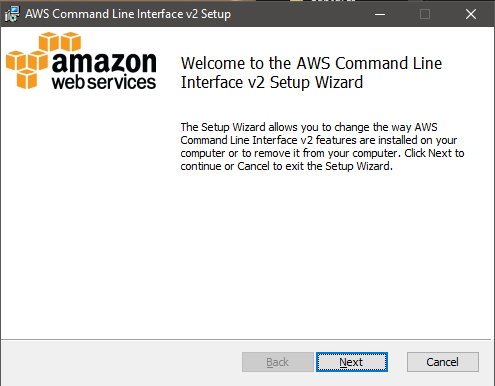 AWS Command Line Interface v2 Setup
amazon
web services
Welcome to the AWS Command Line
Interface v2 Setup Wizard
The Setup Wizard allows you to change the way AWS
Command Line Interface v2 features are installed on your
computer or to remove it from your computer. Click Next to
continue or Cancel to exit the Setup Wizard.
Back Next Cancel